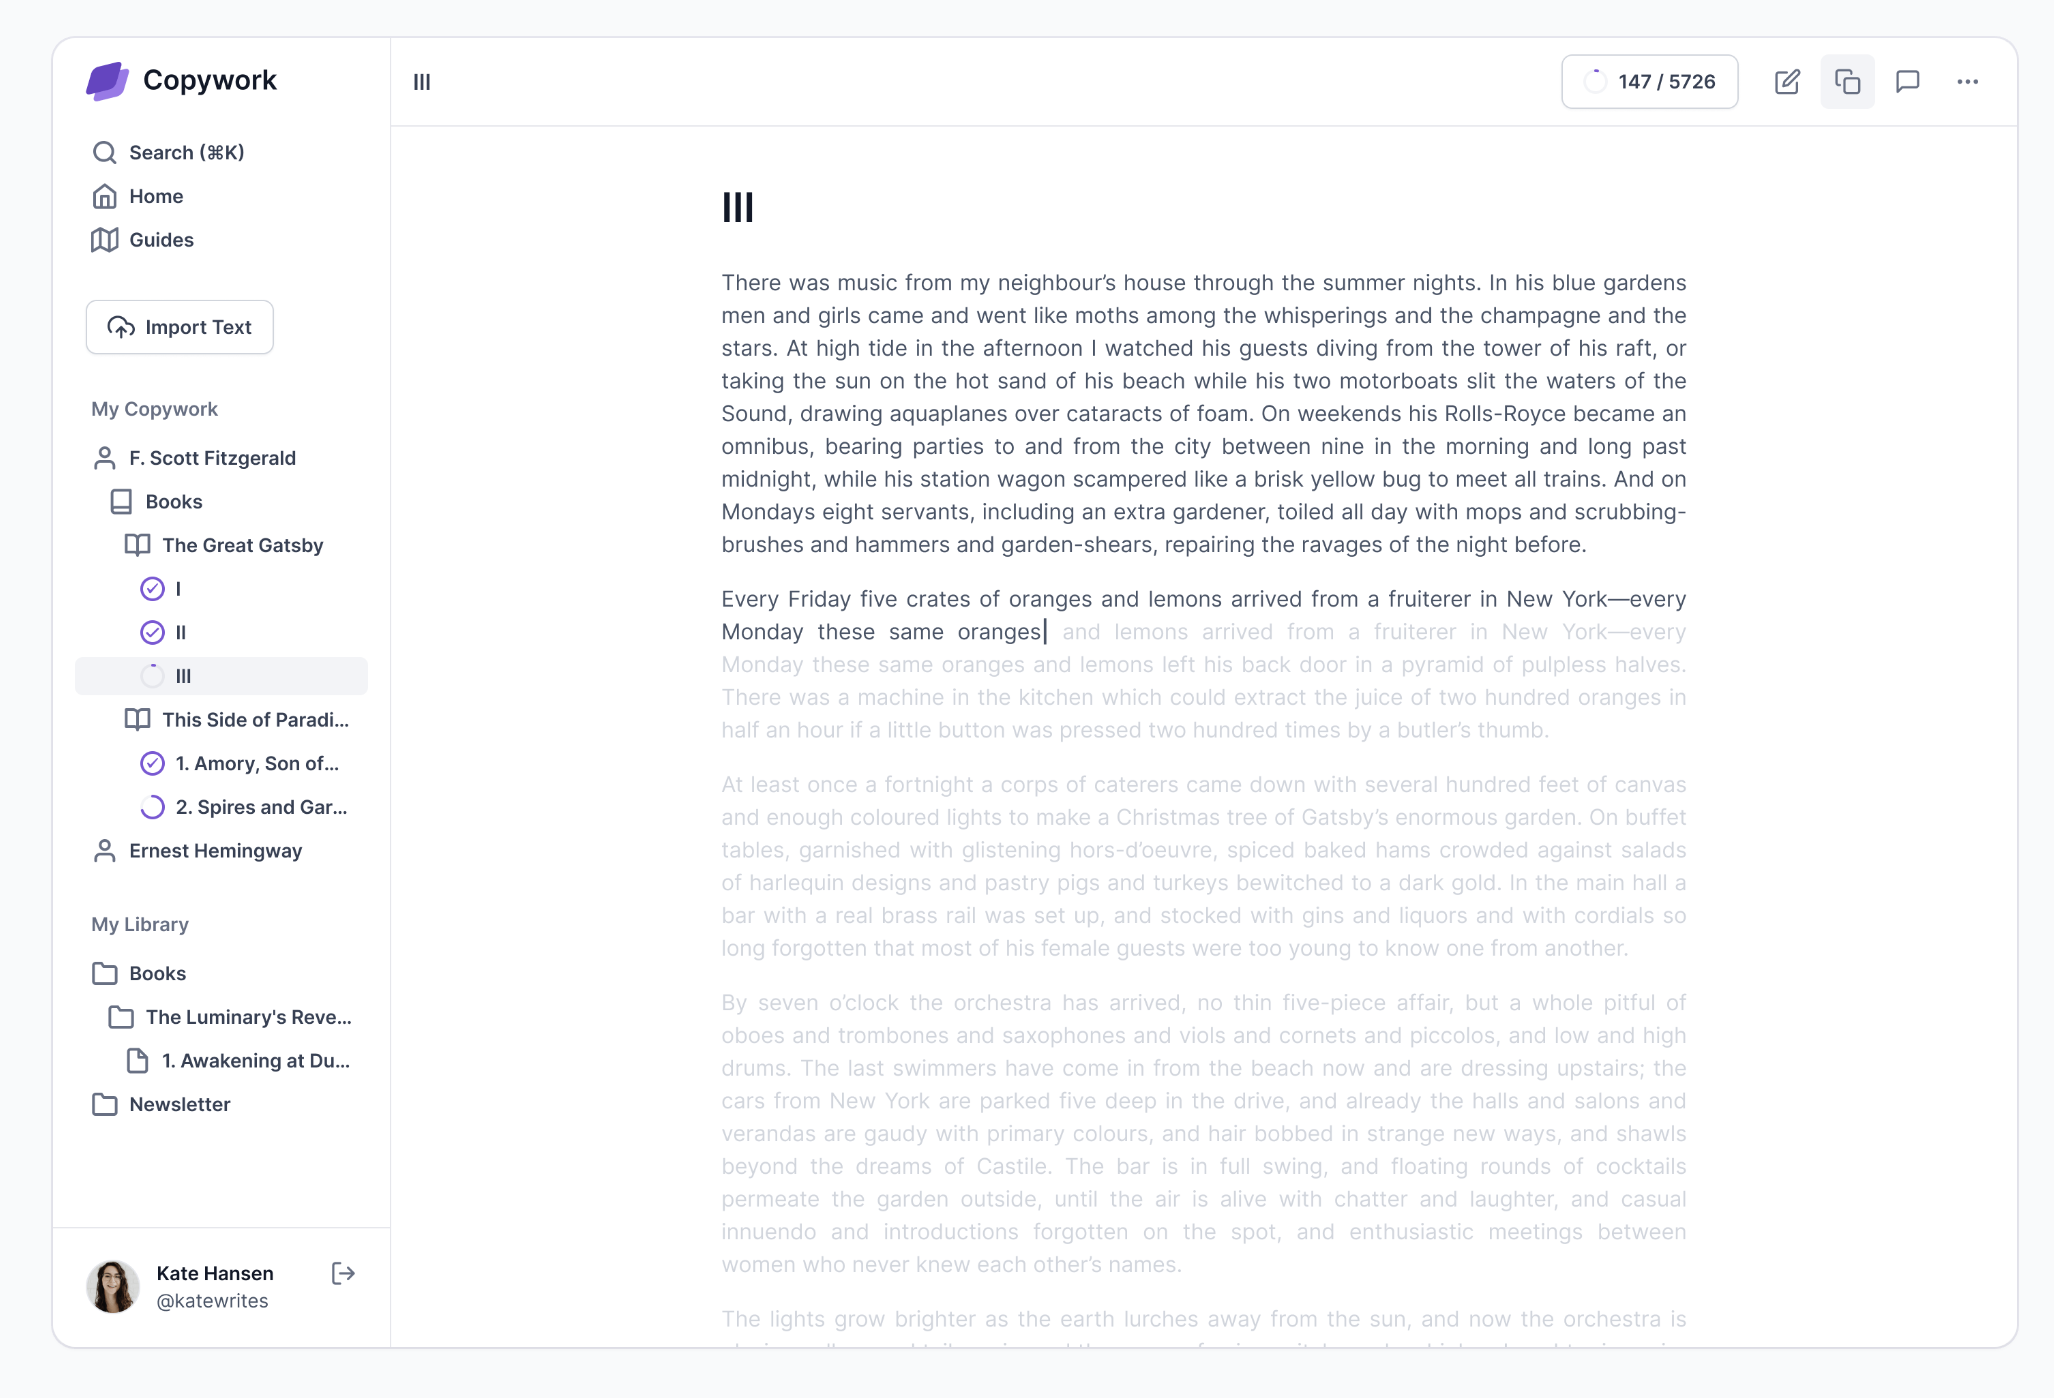 Copywork
Search (⌘K)
Home
Guides
Import Text
My Copywork
F. Scott Fitzgerald
Books
The Great Gatsby
I
II
III
This Side of Paradi...
1. Amory, Son of...
2. Spires and Gar...
Ernest Hemingway
My Library
Books
The Luminary's Reve...
1. Awakening at Du...
Newsletter
Kate Hansen
@katewrites
III
147 / 5726
III
There was music from my neighbour’s house through the summer nights. In his blue gardens
men and girls came and went like moths among the whisperings and the champagne and the
stars. At high tide in the afternoon I watched his guests diving from the tower of his raft, or
taking the sun on the hot sand of his beach while his two motorboats slit the waters of the
Sound, drawing aquaplanes over cataracts of foam. On weekends his Rolls-Royce became an
omnibus, bearing parties to and from the city between nine in the morning and long past
midnight, while his station wagon scampered like a brisk yellow bug to meet all trains. And on
Mondays eight servants, including an extra gardener, toiled all day with mops and scrubbing-
brushes and hammers and garden-shears, repairing the ravages of the night before.
Every Friday five crates of oranges and lemons arrived from a fruiterer in New York—every
Monday these same oranges and lemons arrived from a fruiterer in New York—every
Monday these same oranges and lemons left his back door in a pyramid of pulpless halves.
There was a machine in the kitchen which could extract the juice of two hundred oranges in
half an hour if a little button was pressed two hundred times by a butler’s thumb.
At least once a fortnight a corps of caterers came down with several hundred feet of canvas
and enough coloured lights to make a Christmas tree of Gatsby’s enormous garden. On buffet
tables, garnished with glistening hors-d’oeuvre, spiced baked hams crowded against salads
of harlequin designs and pastry pigs and turkeys bewitched to a dark gold. In the main hall a
bar with a real brass rail was set up, and stocked with gins and liquors and with cordials so
long forgotten that most of his female guests were too young to know one from another.
By seven o’clock the orchestra has arrived, no thin five-piece affair, but a whole pitful of
oboes and trombones and saxophones and viols and cornets and piccolos, and low and high
drums. The last swimmers have come in from the beach now and are dressing upstairs; the
cars from New York are parked five deep in the drive, and already the halls and salons and
verandas are gaudy with primary colours, and hair bobbed in strange new ways, and shawls
beyond the dreams of Castile. The bar is in full swing, and floating rounds of cocktails
permeate the garden outside, until the air is alive with chatter and laughter, and casual
innuendo and introductions forgotten on the spot, and enthusiastic meetings between
women who never knew each other’s names.
The lights grow brighter as the earth lurches away from the sun, and now the orchestra is